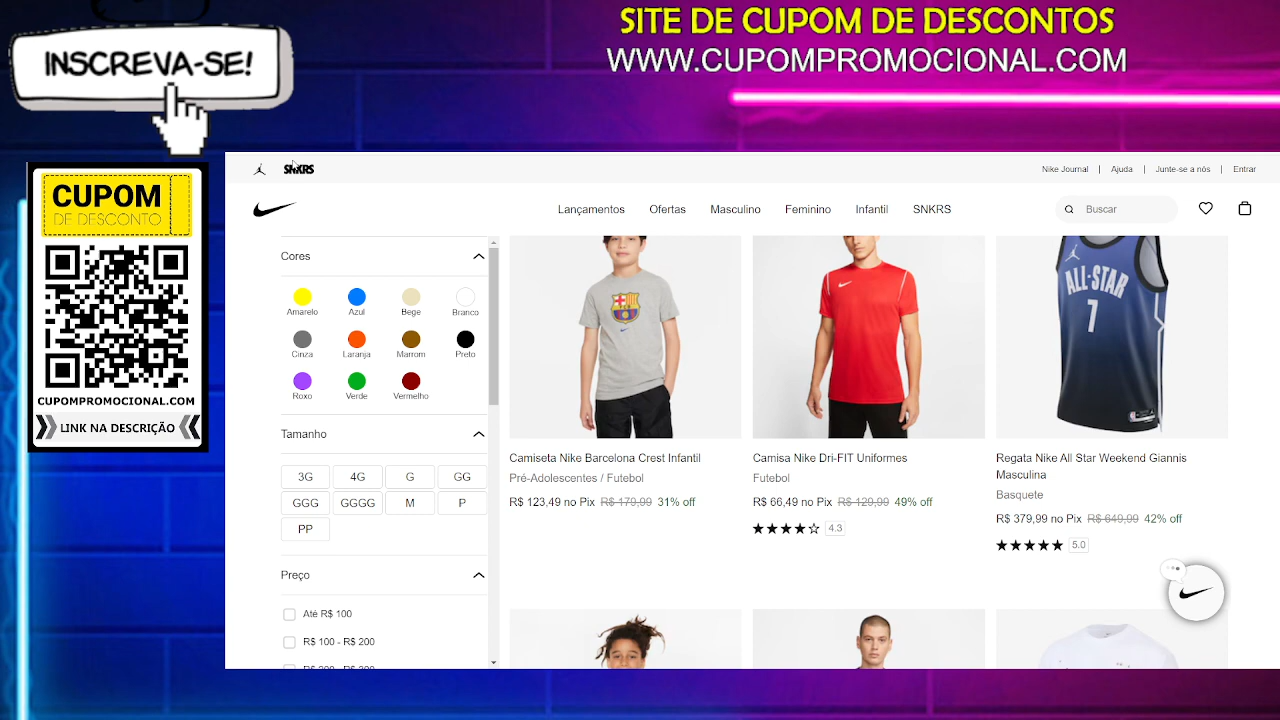 SITE DE CUPOM DE DESCONTOS
WWW.CUPOMPROMOCIONAL.COM
INSCREVA-SE!
CUPOM
DE DESCONTO
CUPOMPROMOCIONAL.COM
LINK NA DESCRIÇÃO
SNKRS
Nike Journal | Ajuda | Junte-se a nós | Entrar
Lançamentos Ofertas Masculino Feminino Infantil SNKRS
Buscar
Cores
Amarelo Azul Bege Branco
Cinza Laranja Marrom Preto
Roxo Verde Vermelho
Tamanho
3G 4G G GG
GGG GGGG M P
PP
Preço
Até R$ 100
R$ 100 - R$ 200
R$ 200 - R$ 300
Camiseta Nike Barcelona Crest Infantil
Pré-Adolescentes / Futebol
R$ 123,49 no Pix R$ 179,99 31% off
Camisa Nike Dri-FIT Uniformes
Futebol
R$ 66,49 no Pix R$ 129,99 49% off
4.3
ALL-STAR
7
Regata Nike All Star Weekend Giannis
Masculina
Basquete
R$ 379,99 no Pix R$ 649,99 42% off
5.0